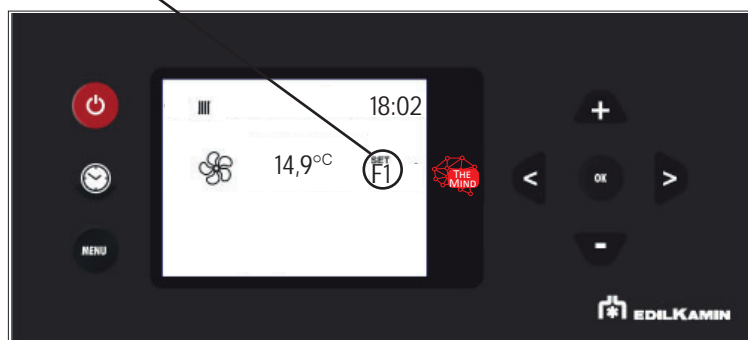 18:02
14,9°C
SET
F1
THE
MIND
<
OK
>
+
-
MENU
EDILKAMIN